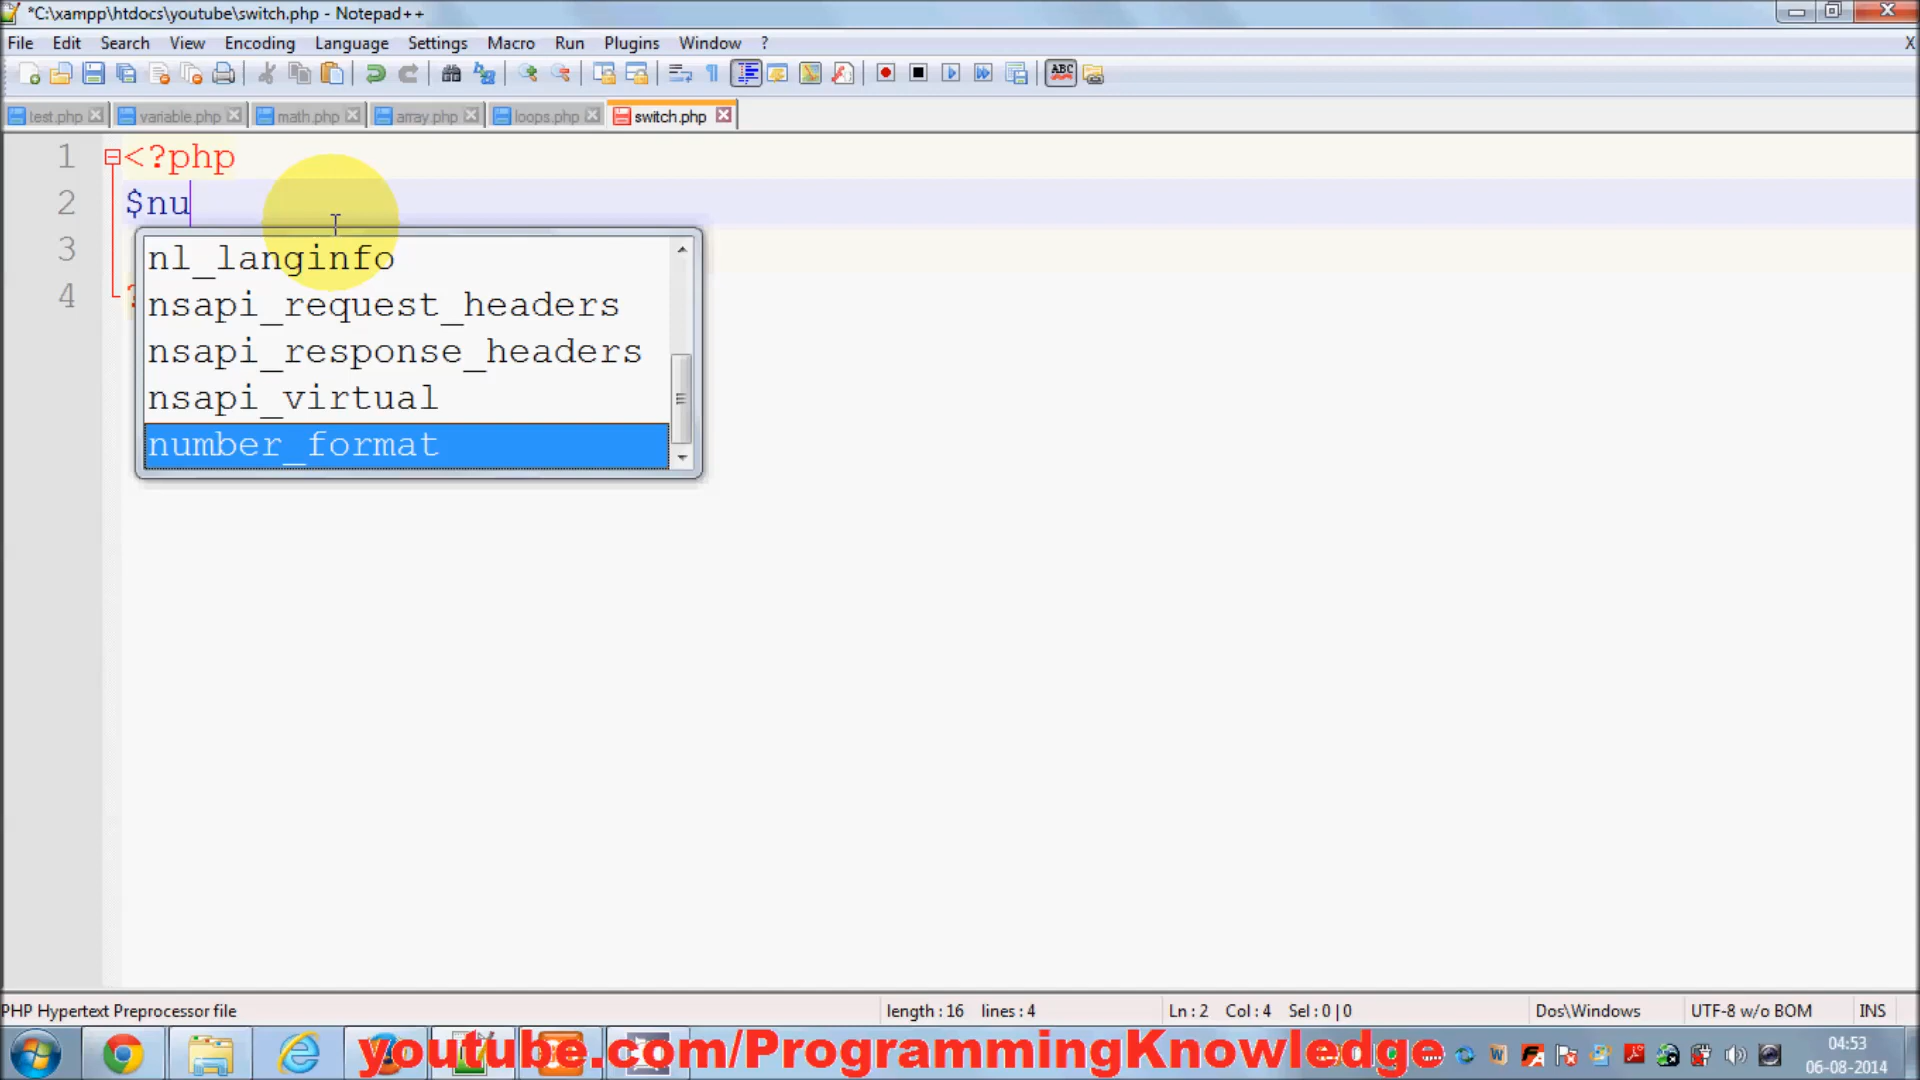 *C:\xampp\htdocs\youtube\switch.php - Notepad++
File Edit Search View Encoding Language Settings Macro Run Plugins Window ? X
ABC
test.php variable.php math.php array.php loops.php switch.php
1 <?php
2 $nu
3
4
nl_langinfo
nsapi_request_headers
nsapi_response_headers
nsapi_virtual
number_format
PHP Hypertext Preprocessor file length : 16 lines : 4 Ln : 2 Col : 4 Sel : 0 | 0 Dos\Windows UTF-8 w/o BOM INS
youtube.com/ProgrammingKnowledge
04:53
06-08-2014